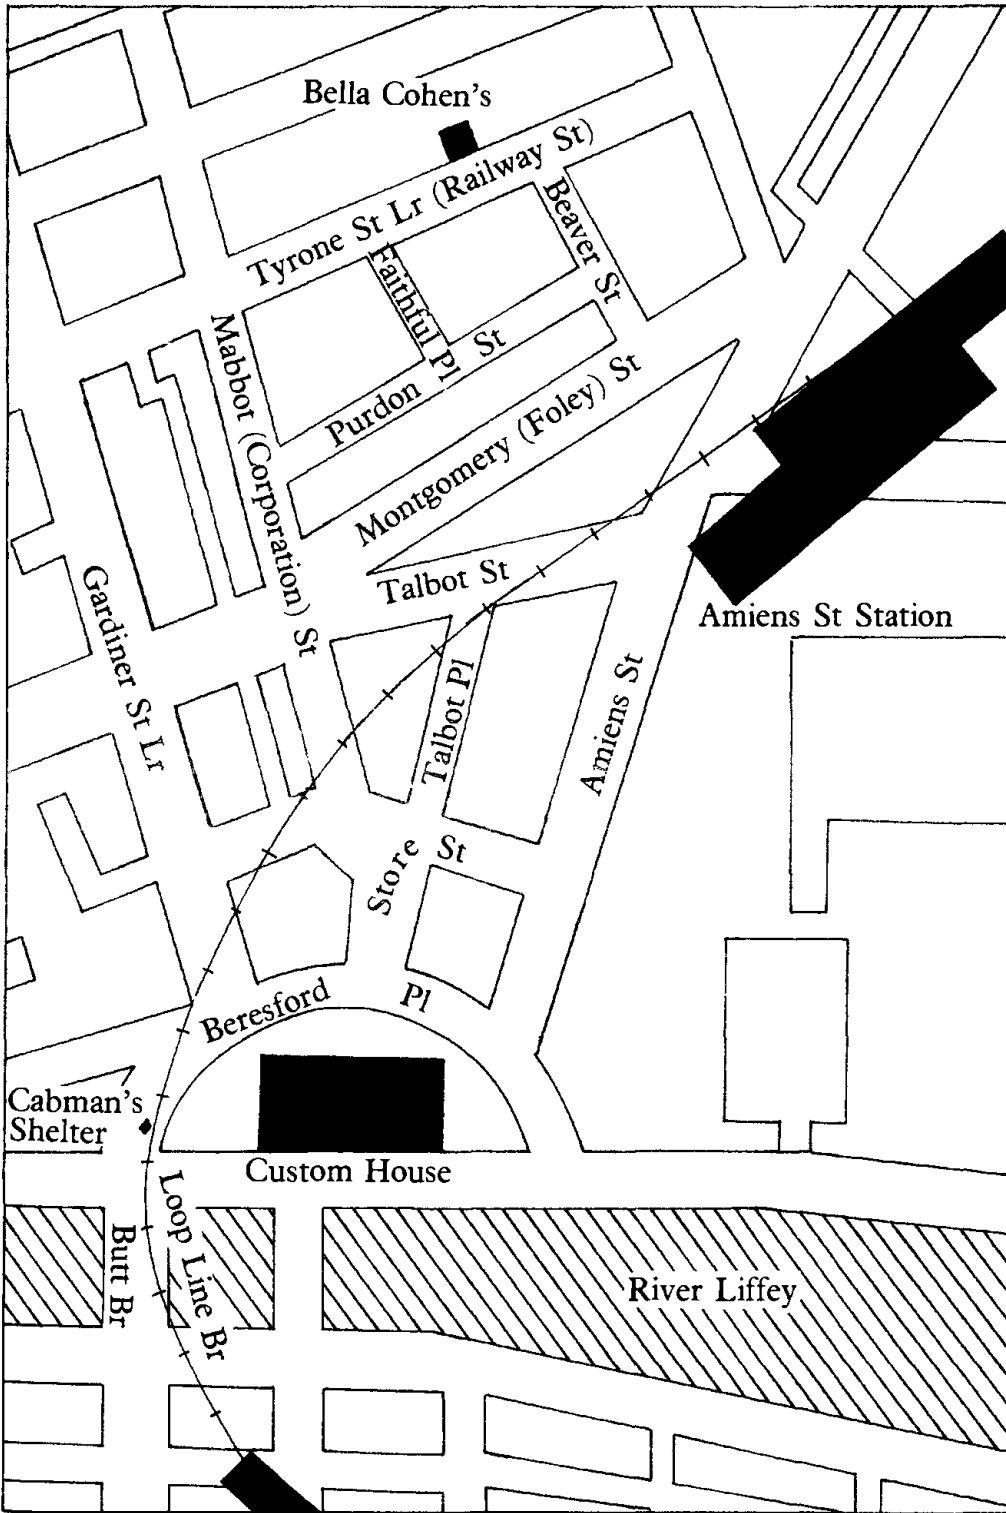 Bella Cohen's
Tyrone St Lr (Railway St)
Beaver St
Faithful Pl
Purdon St
Mabbot (Corporation) St
Montgomery (Foley) St
Talbot St
Gardiner St Lr
Amiens St Station
Talbot Pl
Amiens St
Store St
Beresford Pl
Cabman's
Shelter
Custom House
Loop Line Br
Butt Br
River Liffey